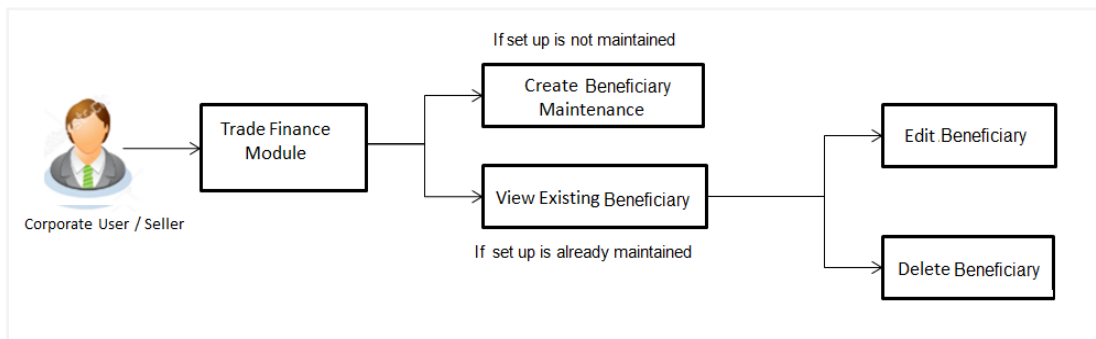 If set up is not maintained
Create Beneficiary
Maintenance
Trade Finance
Module
Edit Beneficiary
View Existing Beneficiary
Corporate User / Seller
If set up is already maintained
Delete Beneficiary